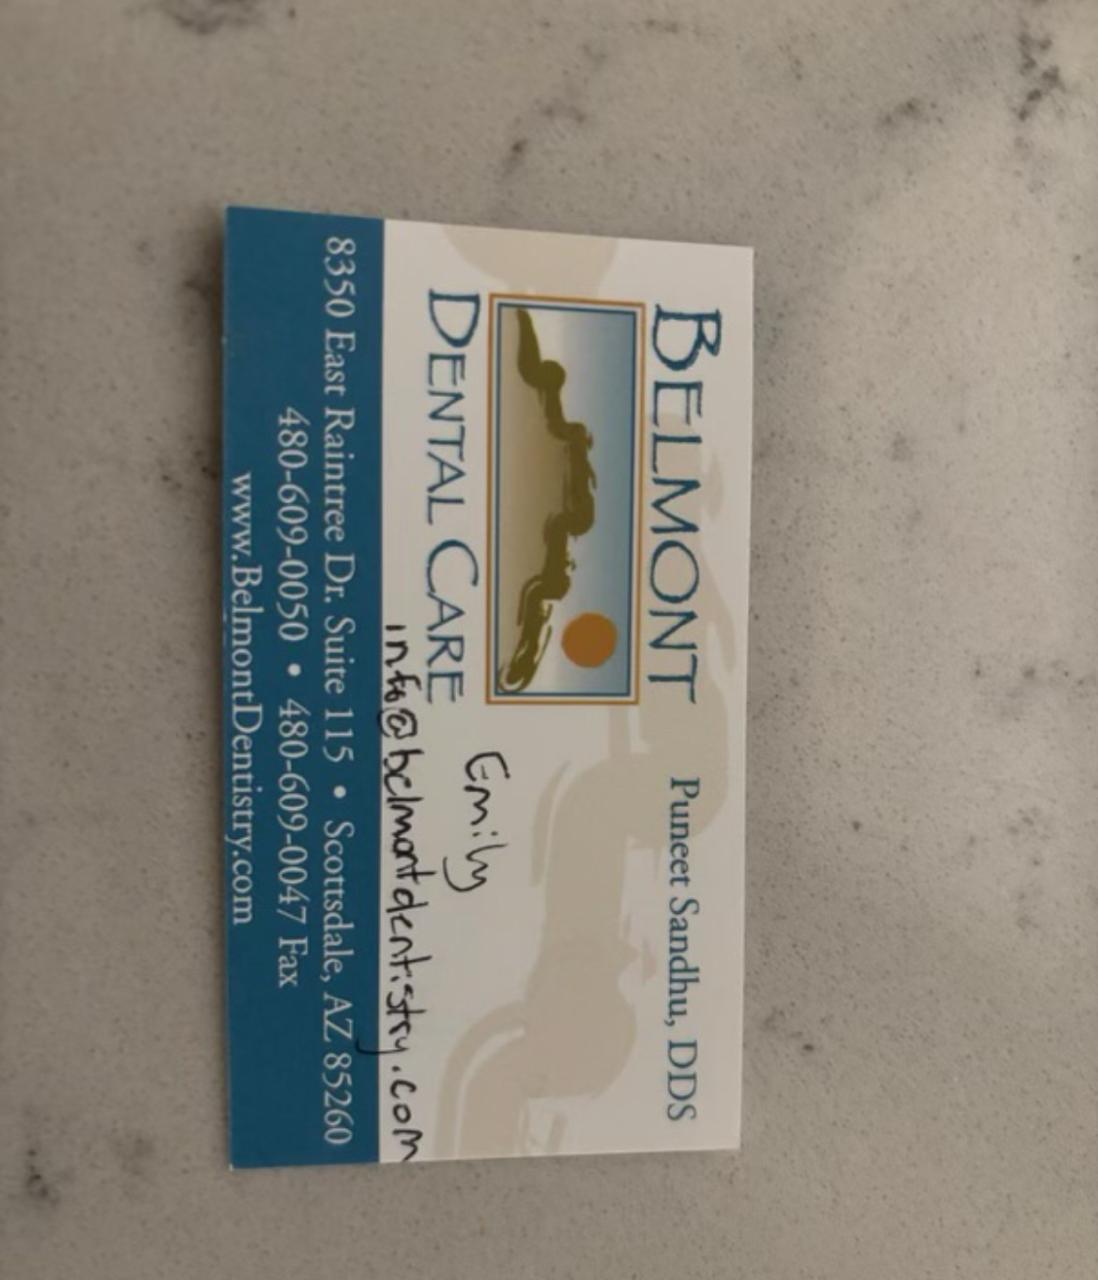 BELMONT
DENTAL CARE
Puneet Sandhu, DDS
Emily
info@belmontdentistry.com
8350 East Raintree Dr. Suite 115 • Scottsdale, AZ 85260
480-609-0050 • 480-609-0047 Fax
www.BelmontDentistry.com